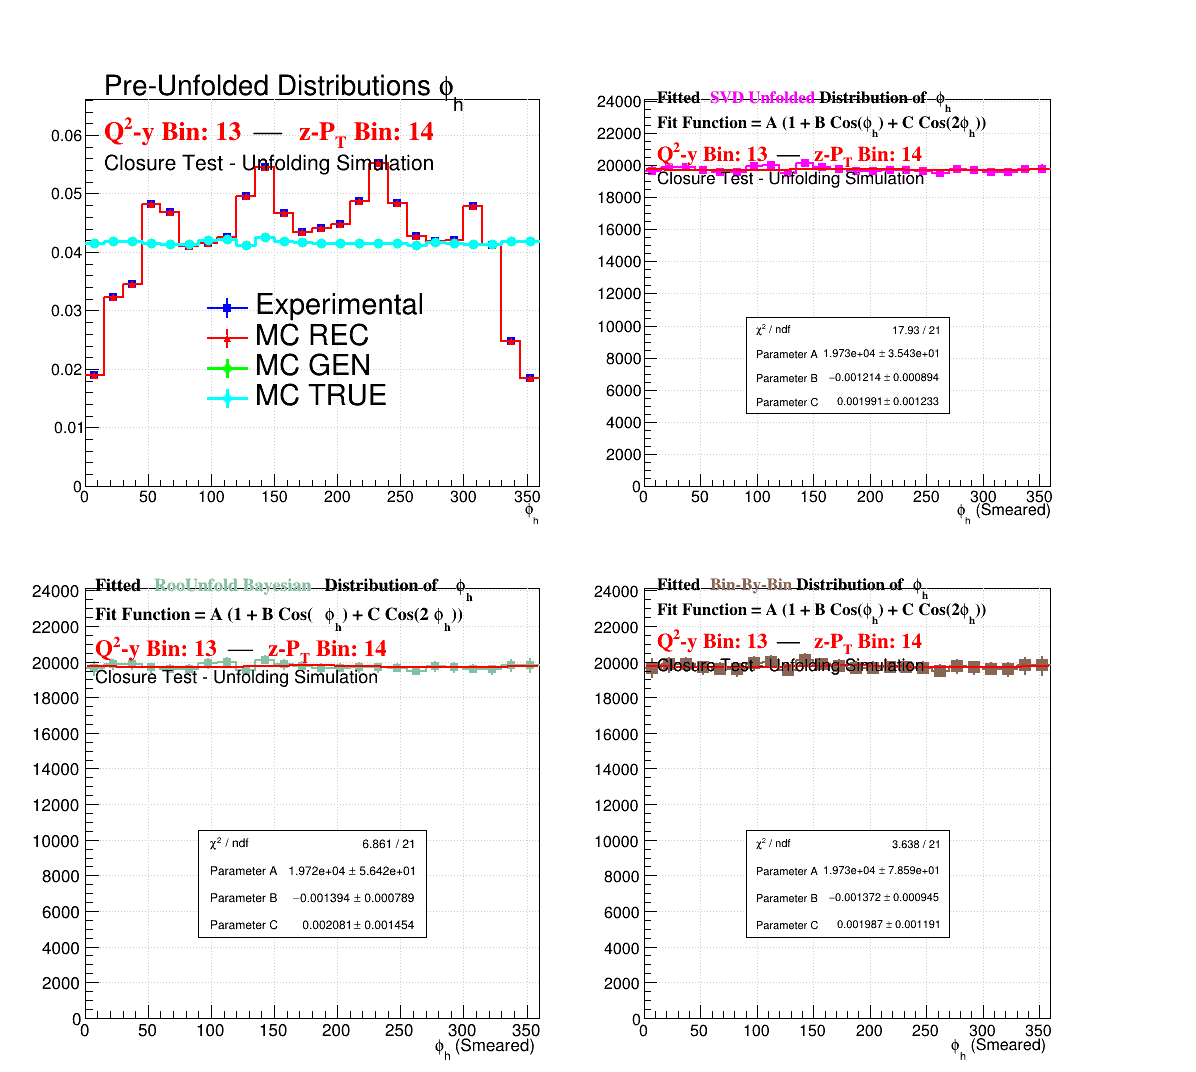 Pre-Unfolded Distributions ϕh
Q²-y Bin: 13 — z-PT Bin: 14
Closure Test - Unfolding Simulation
0.06
0.05
0.04
0.03
0.02
0.01
0
Experimental
MC REC
MC GEN
MC TRUE
0 50 100 150 200 250 300 350
ϕh
Fitted SVD Unfolded Distribution of ϕh
Fit Function = A (1 + B Cos(ϕh) + C Cos(2ϕh))
Q²-y Bin: 13 — z-PT Bin: 14
Closure Test - Unfolding Simulation
24000
22000
20000
18000
16000
14000
12000
10000
8000
6000
4000
2000
0
χ² / ndf 17.93 / 21
Parameter A 1.973e+04 ± 3.543e+01
Parameter B −0.001214 ± 0.000894
Parameter C 0.001991 ± 0.001233
0 50 100 150 200 250 300 350
ϕh (Smeared)
Fitted RooUnfold Bayesian Distribution of ϕh
Fit Function = A (1 + B Cos( ϕh) + C Cos(2 ϕh))
Q²-y Bin: 13 — z-PT Bin: 14
Closure Test - Unfolding Simulation
24000
22000
20000
18000
16000
14000
12000
10000
8000
6000
4000
2000
0
χ² / ndf 6.861 / 21
Parameter A 1.972e+04 ± 5.642e+01
Parameter B −0.001394 ± 0.000789
Parameter C 0.002081 ± 0.001454
0 50 100 150 200 250 300 350
ϕh (Smeared)
Fitted Bin-By-Bin Distribution of ϕh
Fit Function = A (1 + B Cos(ϕh) + C Cos(2ϕh))
Q²-y Bin: 13 — z-PT Bin: 14
Closure Test - Unfolding Simulation
24000
22000
20000
18000
16000
14000
12000
10000
8000
6000
4000
2000
0
χ² / ndf 3.638 / 21
Parameter A 1.973e+04 ± 7.859e+01
Parameter B −0.001372 ± 0.000945
Parameter C 0.001987 ± 0.001191
0 50 100 150 200 250 300 350
ϕh (Smeared)